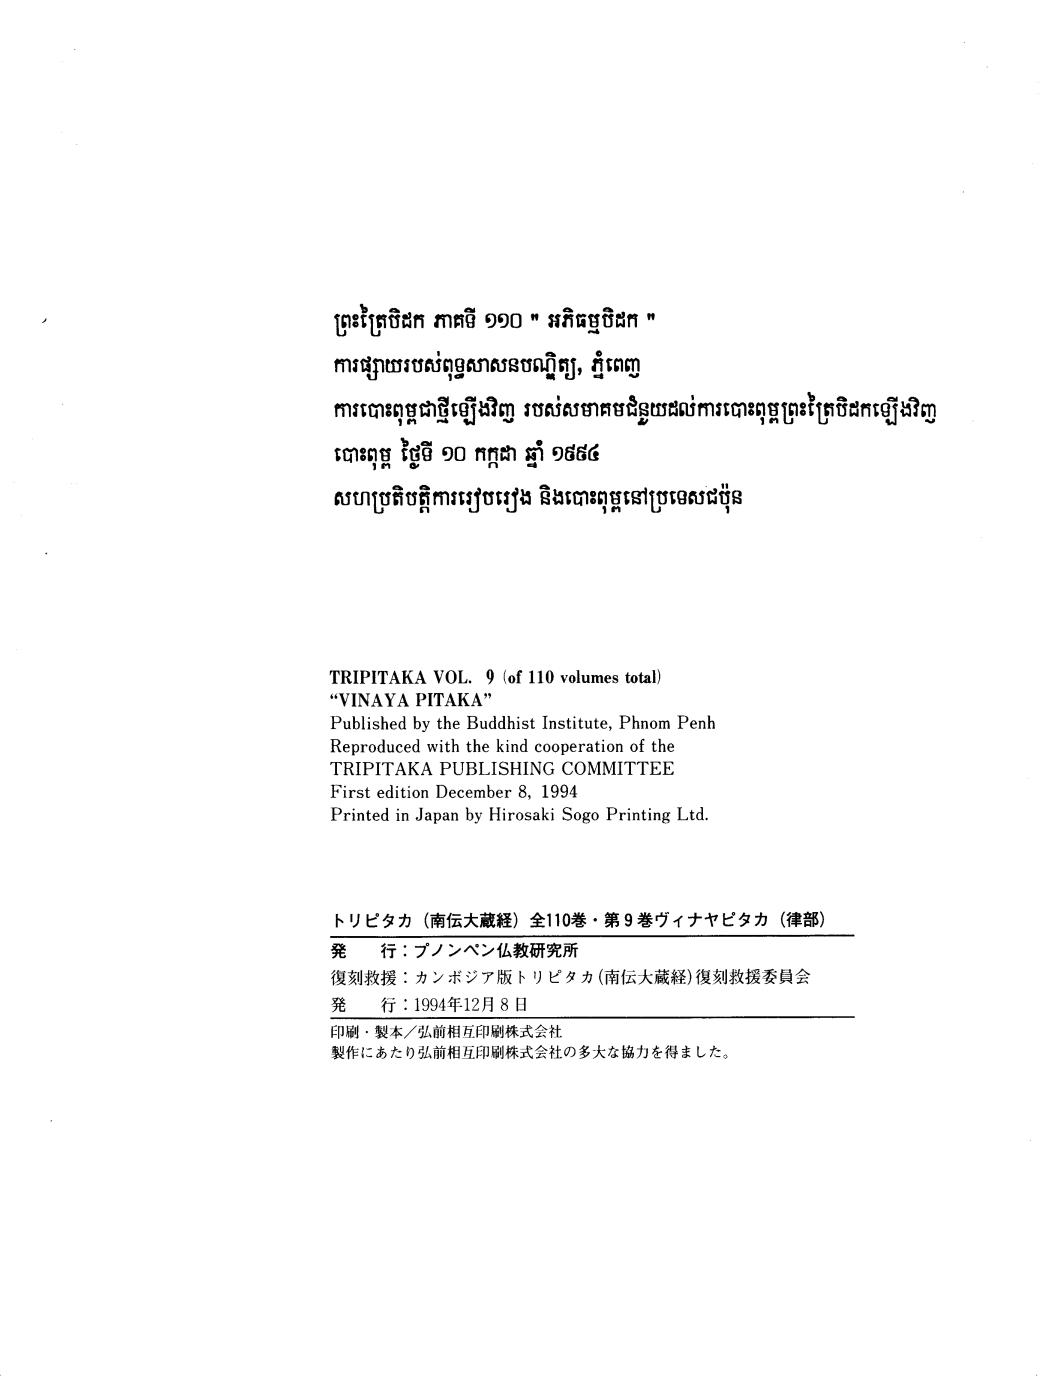 ព្រះត្រៃបិដក ភាគទី ១១០ " អភិធម្មបិដក "
ការផ្សាយរបស់ពុទ្ធសាសនបណ្ឌិត្យ, ភ្នំពេញ
ការបោះពុម្ពជាថ្មីឡើងវិញ របស់សមាគមជំនួយដល់ការបោះពុម្ពព្រះត្រៃបិដកឡើងវិញ
បោះពុម្ព ថ្ងៃទី ១០ កក្កដា ឆ្នាំ ១៩៩៤
សហប្រតិបត្តិការរៀបរៀង និងបោះពុម្ពនៅប្រទេសជប៉ុន
TRIPITAKA VOL. 9 (of 110 volumes total)
“VINAYA PITAKA”
Published by the Buddhist Institute, Phnom Penh
Reproduced with the kind cooperation of the
TRIPITAKA PUBLISHING COMMITTEE
First edition December 8, 1994
Printed in Japan by Hirosaki Sogo Printing Ltd.
トリピタカ（南伝大蔵経）全110巻・第９巻ヴィナヤピタカ（律部）
発　　行：プノンペン仏教研究所
復刻救援：カンボジア版トリピタカ(南伝大蔵経)復刻救援委員会
発　　行：1994年12月８日
印刷・製本／弘前相互印刷株式会社
製作にあたり弘前相互印刷株式会社の多大な協力を得ました。